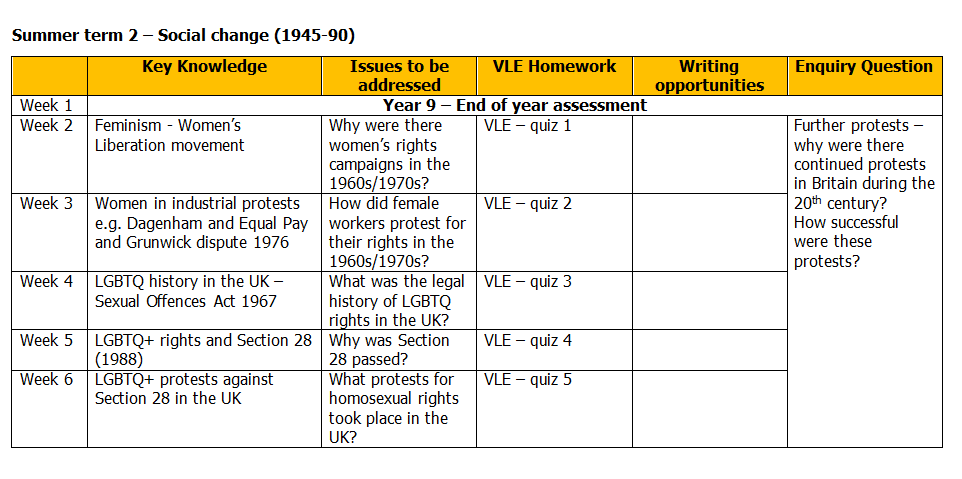 Summer term 2 – Social change (1945-90)
Key Knowledge
Issues to be
addressed
VLE Homework
Writing
opportunities
Enquiry Question
Week 1
Year 9 – End of year assessment
Week 2
Feminism - Women's
Liberation movement
Why were there
women's rights
campaigns in the
1960s/1970s?
VLE – quiz 1
Further protests –
why were there
continued protests
in Britain during the
20th century?
How successful
were these
protests?
Week 3
Women in industrial protests
e.g. Dagenham and Equal Pay
and Grunwick dispute 1976
How did female
workers protest for
their rights in the
1960s/1970s?
VLE – quiz 2
Week 4
LGBTQ history in the UK –
Sexual Offences Act 1967
What was the legal
history of LGBTQ
rights in the UK?
VLE – quiz 3
Week 5
LGBTQ+ rights and Section 28
(1988)
Why was Section
28 passed?
VLE – quiz 4
Week 6
LGBTQ+ protests against
Section 28 in the UK
What protests for
homosexual rights
took place in the
UK?
VLE – quiz 5